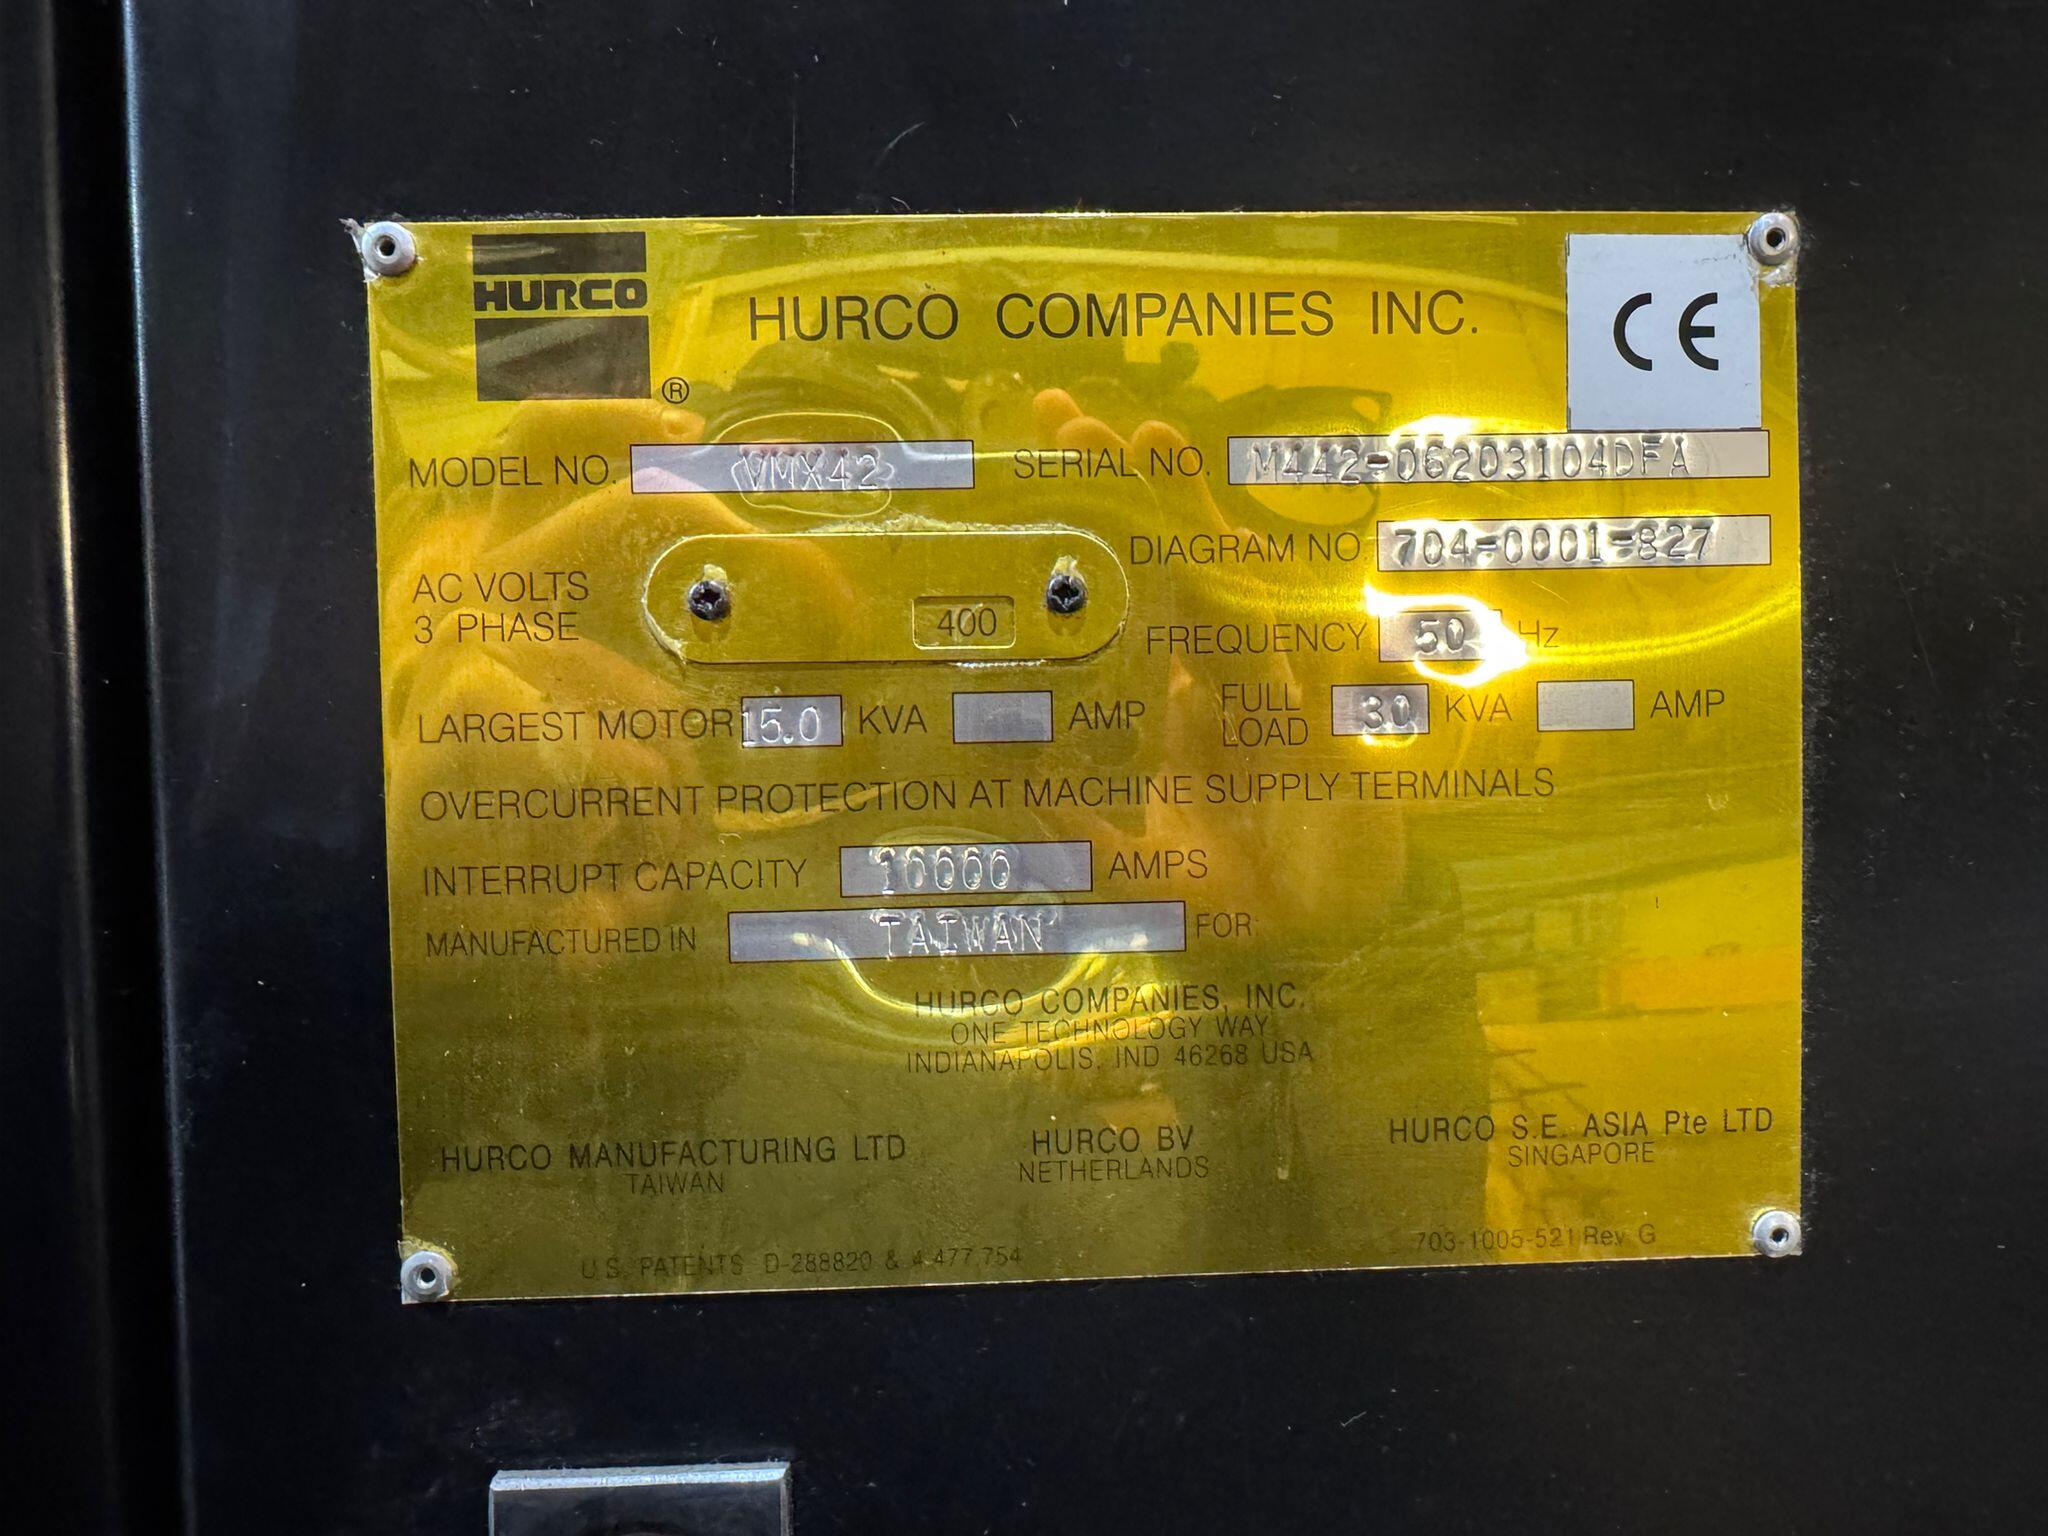 HURCO
®
HURCO COMPANIES INC.
CE
MODEL NO. VMX42
SERIAL NO. M442-06203104DFA
DIAGRAM NO 704-0001-827
AC VOLTS
3 PHASE
400
FREQUENCY 50 Hz
LARGEST MOTOR 15.0 KVA AMP
FULL
LOAD 30 KVA AMP
OVERCURRENT PROTECTION AT MACHINE SUPPLY TERMINALS
INTERRUPT CAPACITY 10000 AMPS
MANUFACTURED IN TAIWAN FOR:
HURCO COMPANIES, INC.
ONE TECHNOLOGY WAY
INDIANAPOLIS, IND 46268 USA
HURCO MANUFACTURING LTD
TAIWAN
HURCO BV
NETHERLANDS
HURCO S.E. ASIA Pte LTD
SINGAPORE
U.S. PATENTS D-288820 & 4,477,754
703-1005-521 Rev G